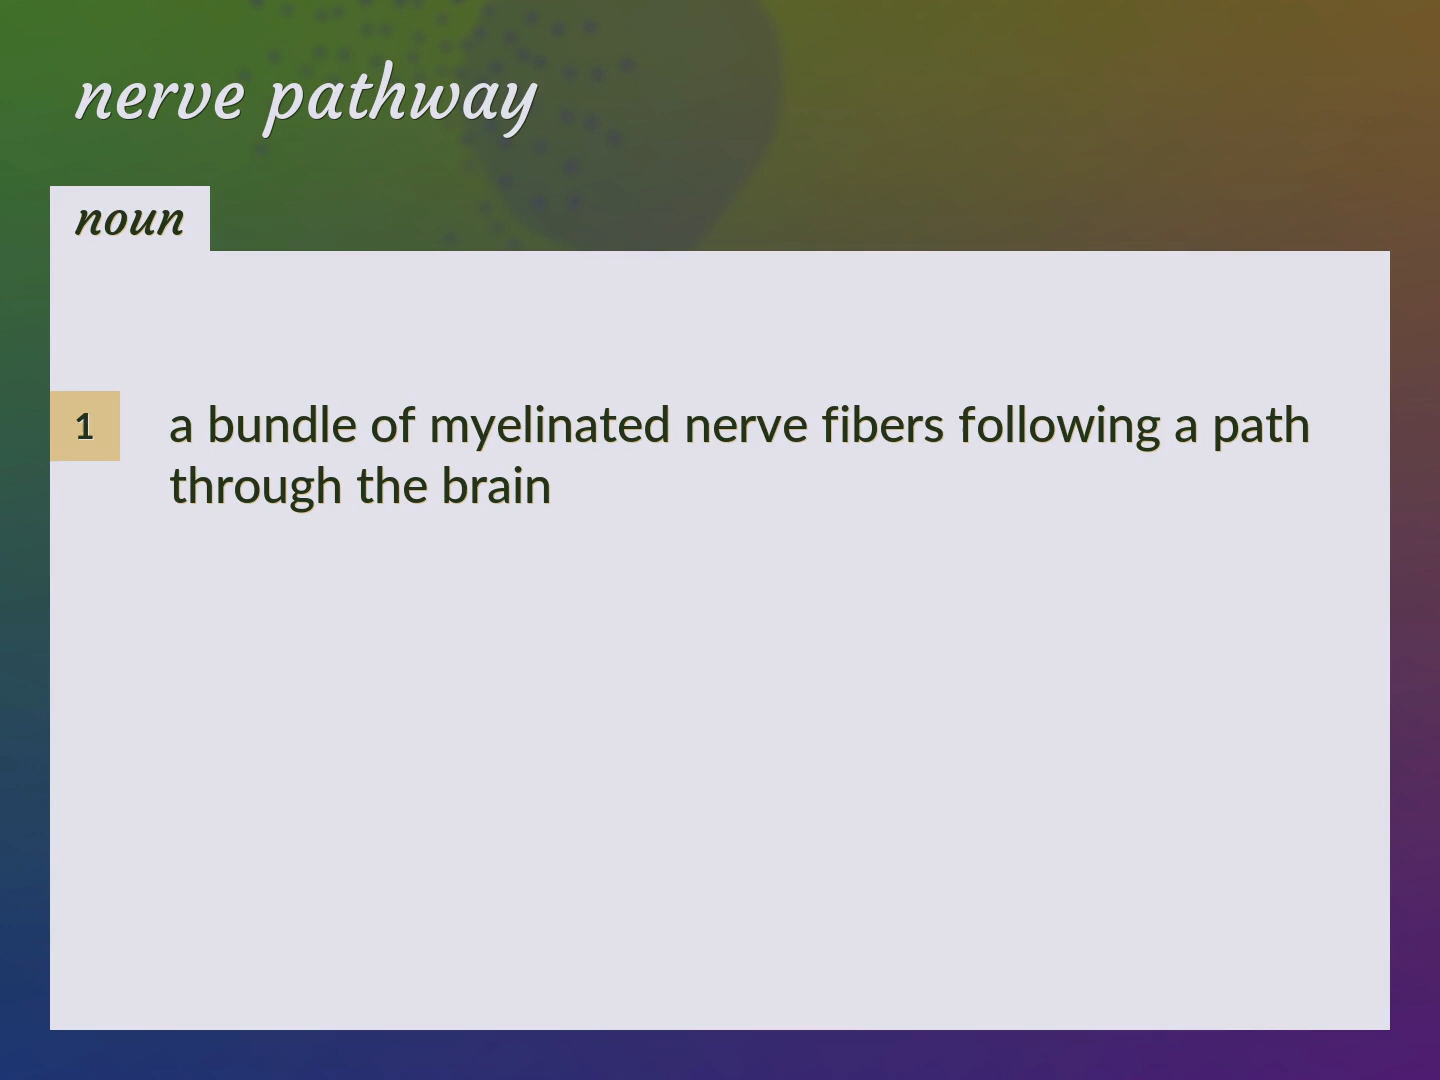 nerve pathway
noun
1
a bundle of myelinated nerve fibers following a path
through the brain